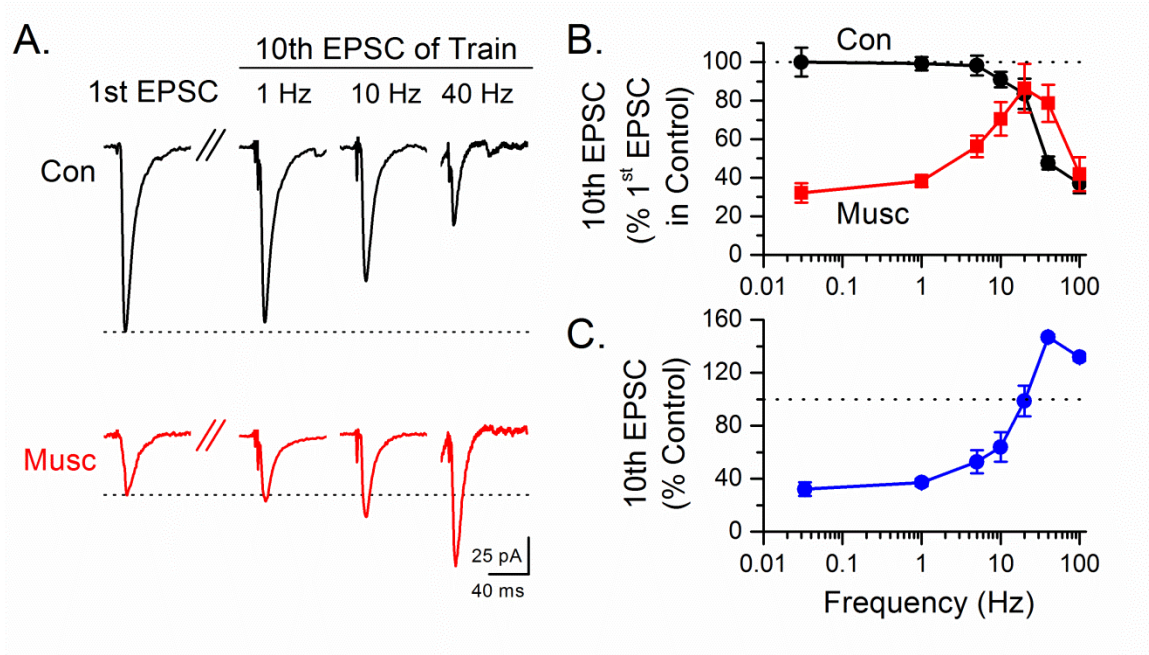 A.
10th EPSC of Train
1st EPSC 1 Hz 10 Hz 40 Hz
Con
Musc
25 pA
40 ms
B.
10th EPSC
(% 1st EPSC
in Control)
100
80
60
40
20
0
Con
Musc
0.01 0.1 1 10 100
C.
10th EPSC
(% Control)
160
120
80
40
0
0.01 0.1 1 10 100
Frequency (Hz)